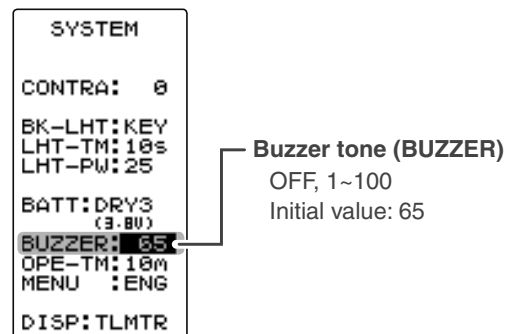 SYSTEM
CONTRA: 0
BK-LHT:KEY
LHT-TM:10s
LHT-PW:25
BATT:DRY3
(3.8V)
BUZZER: 65
OPE-TM:10m
MENU :ENG
DISP:TLMTR
Buzzer tone (BUZZER)
OFF, 1~100
Initial value: 65